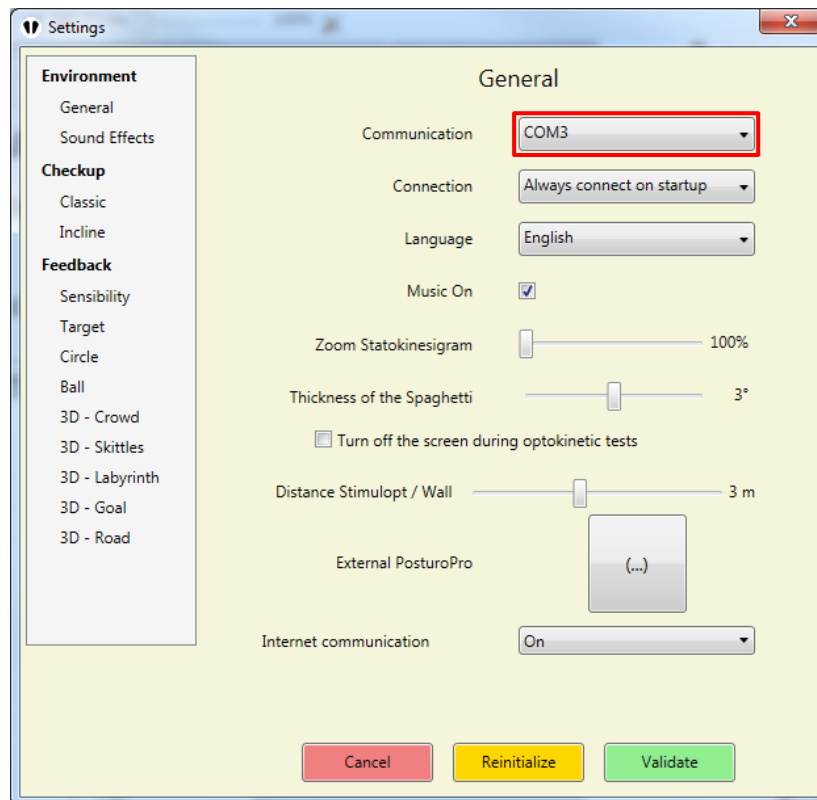 Settings
Environment
General
Sound Effects
Checkup
Classic
Incline
Feedback
Sensibility
Target
Circle
Ball
3D - Crowd
3D - Skittles
3D - Labyrinth
3D - Goal
3D - Road
General
Communication COM3
Connection Always connect on startup
Language English
Music On
Zoom Statokinesigram 100%
Thickness of the Spaghetti 3°
Turn off the screen during optokinetic tests
Distance Stimulopt / Wall 3 m
External PosturoPro (...)
Internet communication On
Cancel Reinitialize Validate